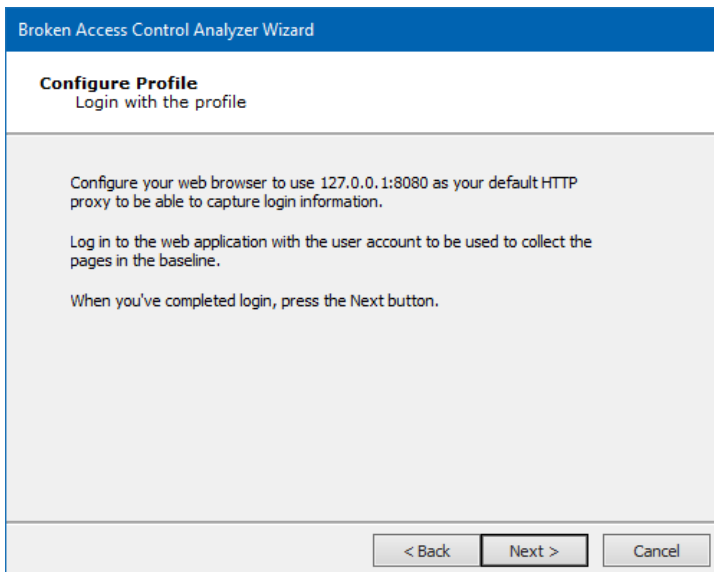 Broken Access Control Analyzer Wizard
Configure Profile
Login with the profile
Configure your web browser to use 127.0.0.1:8080 as your default HTTP
proxy to be able to capture login information.
Log in to the web application with the user account to be used to collect the
pages in the baseline.
When you've completed login, press the Next button.
< Back Next > Cancel